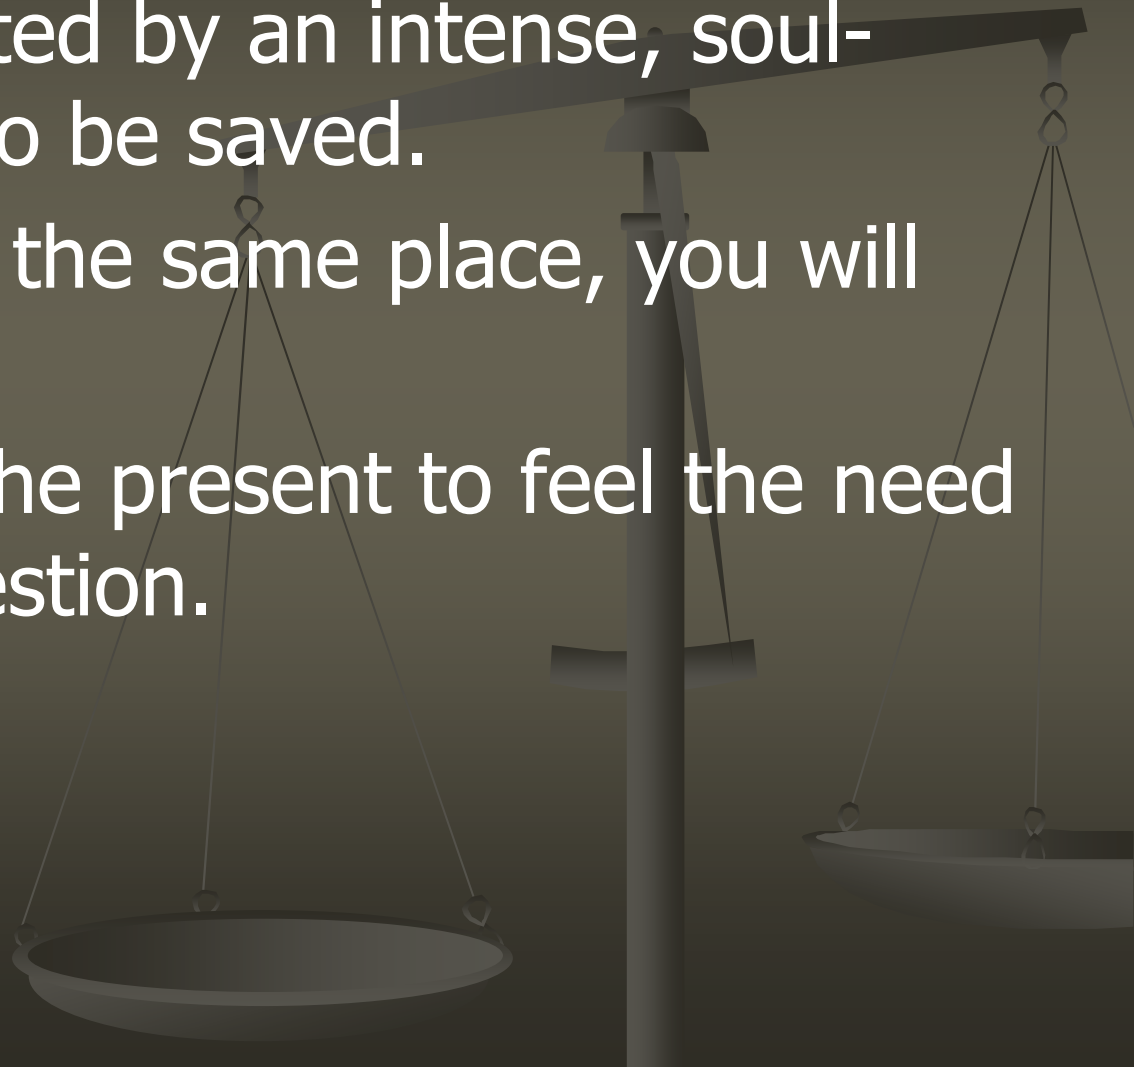 ted by an intense, soul-
o be saved.
the same place, you will
he present to feel the need
estion.